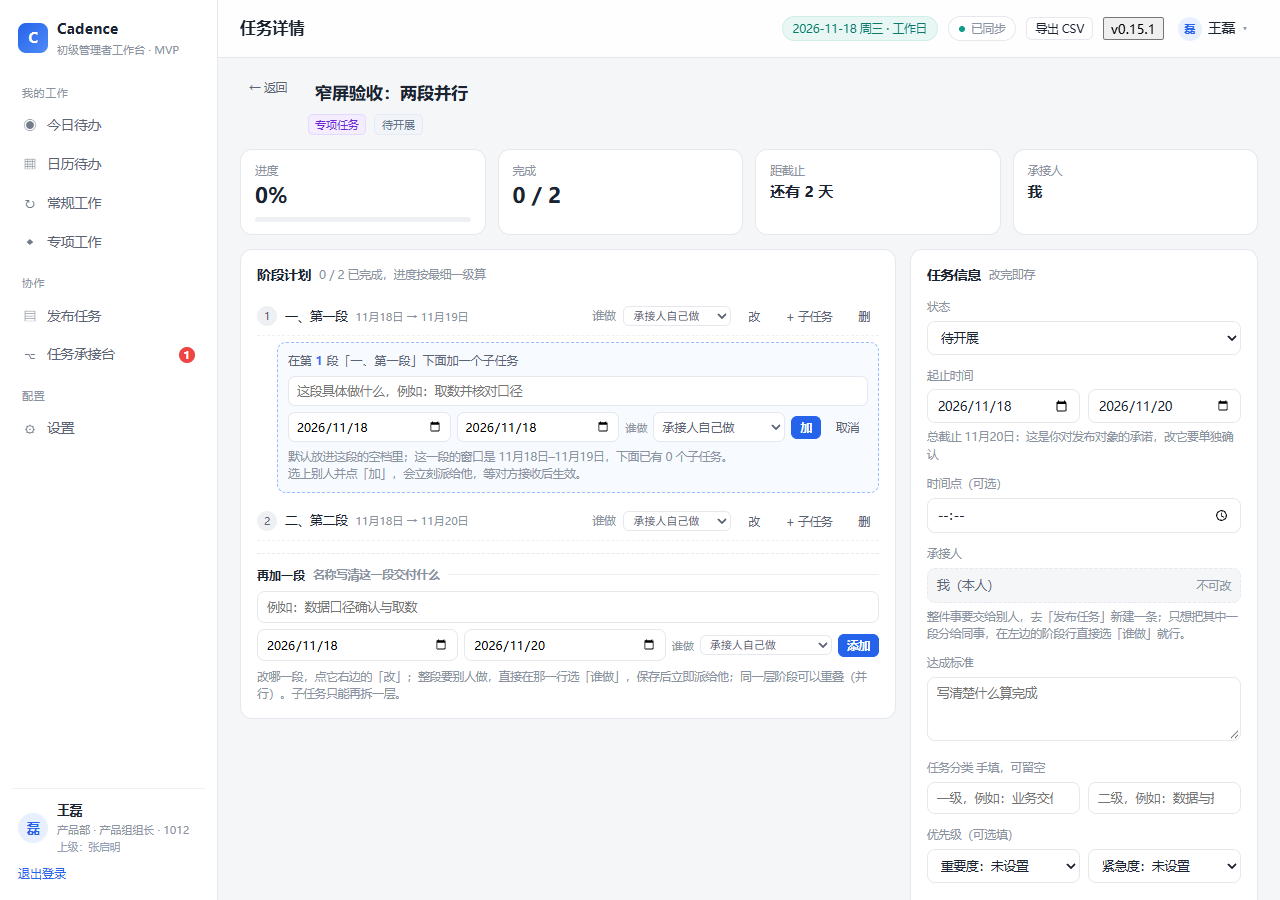 C
Cadence
初级管理者工作台 · MVP
我的工作
今日待办
日历待办
常规工作
专项工作
协作
发布任务
任务承接台
1
配置
设置
磊
王磊
产品部 · 产品组组长 · 1012
上级：张启明
退出登录
任务详情
2026-11-18 周三 · 工作日
已同步
导出 CSV
v0.15.1
磊
王磊
← 返回
窄屏验收：两段并行
专项任务
待开展
进度
0%
完成
0 / 2
距截止
还有 2 天
承接人
我
阶段计划 0 / 2 已完成，进度按最细一级算
1 一、第一段 11月18日 → 11月19日 谁做 承接人自己做 改 + 子任务 删
在第 1 段「一、第一段」下面加一个子任务
这段具体做什么，例如：取数并核对口径
2026/11/18 2026/11/18 谁做 承接人自己做 加 取消
默认放进这段的空档里；这一段的窗口是 11月18日–11月19日，下面已有 0 个子任务。
选上别人并点「加」，会立刻派给他，等对方接收后生效。
2 二、第二段 11月18日 → 11月20日 谁做 承接人自己做 改 + 子任务 删
再加一段 名称写清这一段交付什么
例如：数据口径确认与取数
2026/11/18 2026/11/20 谁做 承接人自己做 添加
改哪一段，点它右边的「改」；整段要别人做，直接在那一行选「谁做」，保存后立即派给他；同一层阶段可以重叠（并
行）。子任务只能再拆一层。
任务信息 改完即存
状态
待开展
起止时间
2026/11/18 2026/11/20
总截止 11月20日：这是你对发布对象的承诺，改它要单独确
认
时间点（可选）
--:--
承接人
我（本人） 不可改
整件事要交给别人，去「发布任务」新建一条；只想把其中一
段分给同事，在左边的阶段行直接选「谁做」就行。
达成标准
写清楚什么算完成
任务分类 手填，可留空
一级，例如：业务交 二级，例如：数据与
优先级（可选填）
重要度：未设置 紧急度：未设置